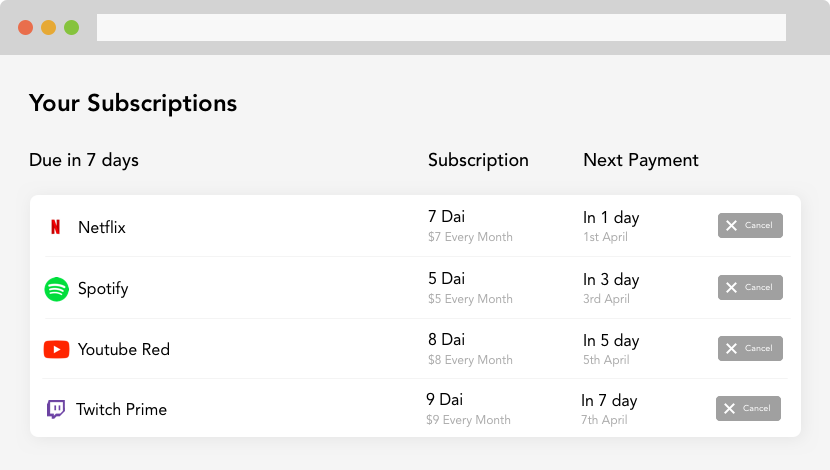 Your Subscriptions
Due in 7 days Subscription Next Payment
N Netflix 7 Dai In 1 day Cancel
$7 Every Month 1st April
Spotify 5 Dai In 3 day Cancel
$5 Every Month 3rd April
Youtube Red 8 Dai In 5 day Cancel
$8 Every Month 5th April
Twitch Prime 9 Dai In 7 day Cancel
$9 Every Month 7th April